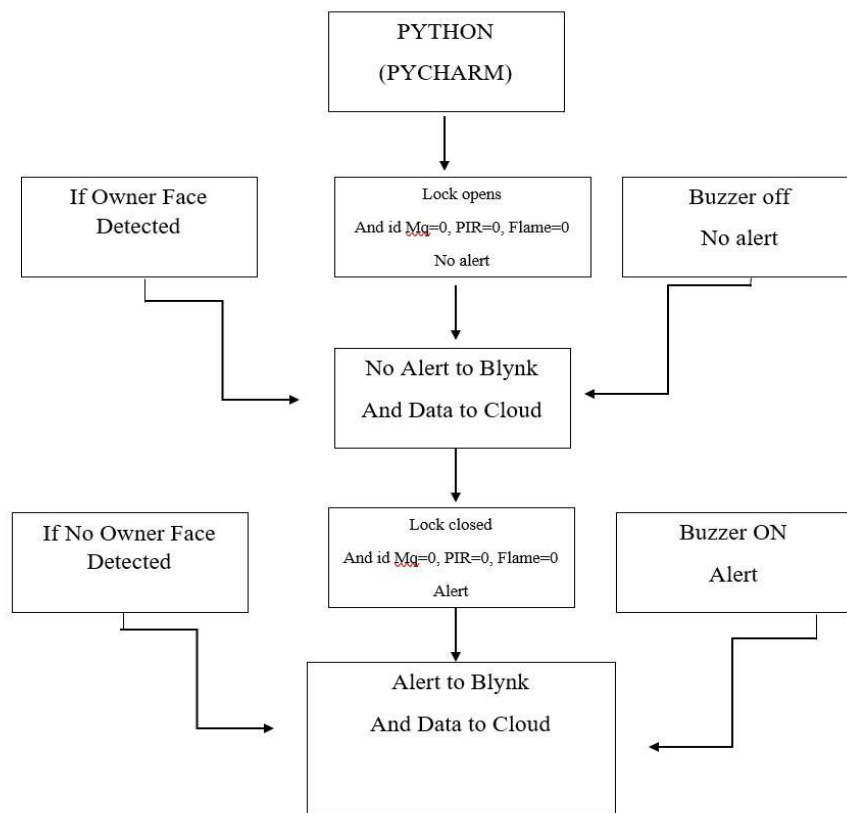 PYTHON
(PYCHARM)
If Owner Face
Detected
Lock opens
And id Mq=0, PIR=0, Flame=0
No alert
Buzzer off
No alert
No Alert to Blynk
And Data to Cloud
If No Owner Face
Detected
Lock closed
And id Mq=0, PIR=0, Flame=0
Alert
Buzzer ON
Alert
Alert to Blynk
And Data to Cloud